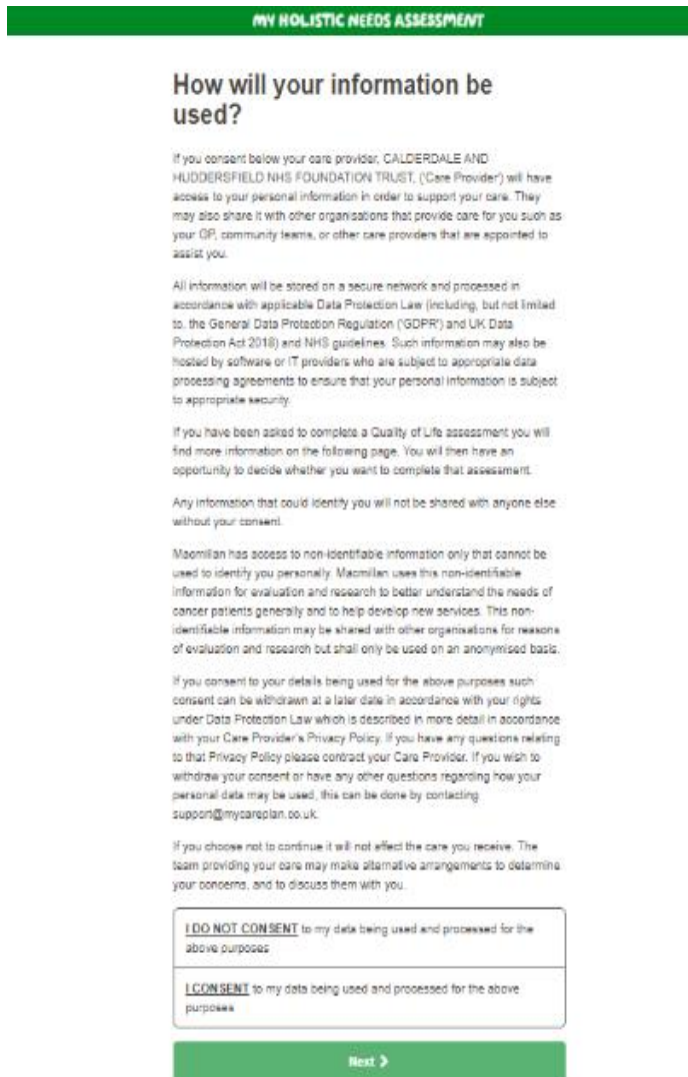 MY HOLISTIC NEEDS ASSESSMENT
How will your information be
used?
If you consent below your care provider, CALDERDALE AND
HUDDERSFIELD NHS FOUNDATION TRUST, ('Care Provider') will have
access to your personal information in order to support your care. They
may also share it with other organisations that provide care for you such as
your GP, community teams, or other care providers that are appointed to
assist you.
All information will be stored on a secure network and processed in
accordance with applicable Data Protection Law (including, but not limited
to, the General Data Protection Regulation ('GDPR') and UK Data
Protection Act 2018) and NHS guidelines. Such information may also be
hosted by software or IT providers who are subject to appropriate data
processing agreements to ensure that your personal information is subject
to appropriate security.
If you have been asked to complete a Quality of Life assessment you will
find more information on the following page. You will then have an
opportunity to decide whether you want to complete that assessment.
Any information that could identify you will not be shared with anyone else
without your consent.
Macmillan has access to non-identifiable information only that cannot be
used to identify you personally. Macmillan uses this non-identifiable
information for evaluation and research to better understand the needs of
cancer patients generally and to help develop new services. This non-
identifiable information may be shared with other organisations for reasons
of evaluation and research but shall only be used on an anonymised basis.
If you consent to your details being used for the above purposes such
consent can be withdrawn at a later date in accordance with your rights
under Data Protection Law which is described in more detail in accordance
with your Care Provider's Privacy Policy. If you have any questions relating
to that Privacy Policy please contract your Care Provider. If you wish to
withdraw your consent or have any other questions regarding how your
personal data may be used, this can be done by contacting
support@mycareplan.co.uk.
If you choose not to continue it will not affect the care you receive. The
team providing your care may make alternative arrangements to determine
your concerns, and to discuss them with you.
I DO NOT CONSENT to my data being used and processed for the
above purposes
I CONSENT to my data being used and processed for the above
purposes
Next